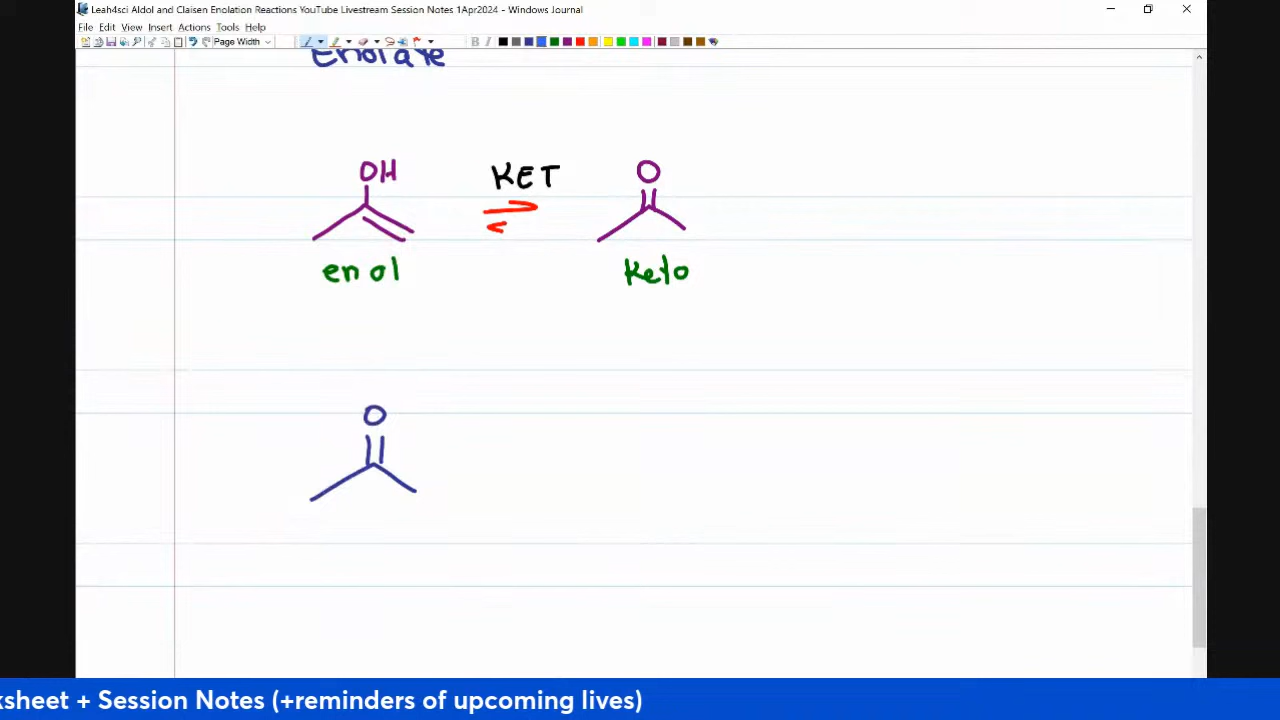 Leah4sci Aldol and Claisen Enolation Reactions YouTube Livestream Session Notes 1Apr2024 - Windows Journal
File Edit View Insert Actions Tools Help
Page Width
B I
Enolate
OH KET O
enol Keto
O
ksheet + Session Notes (+reminders of upcoming lives)